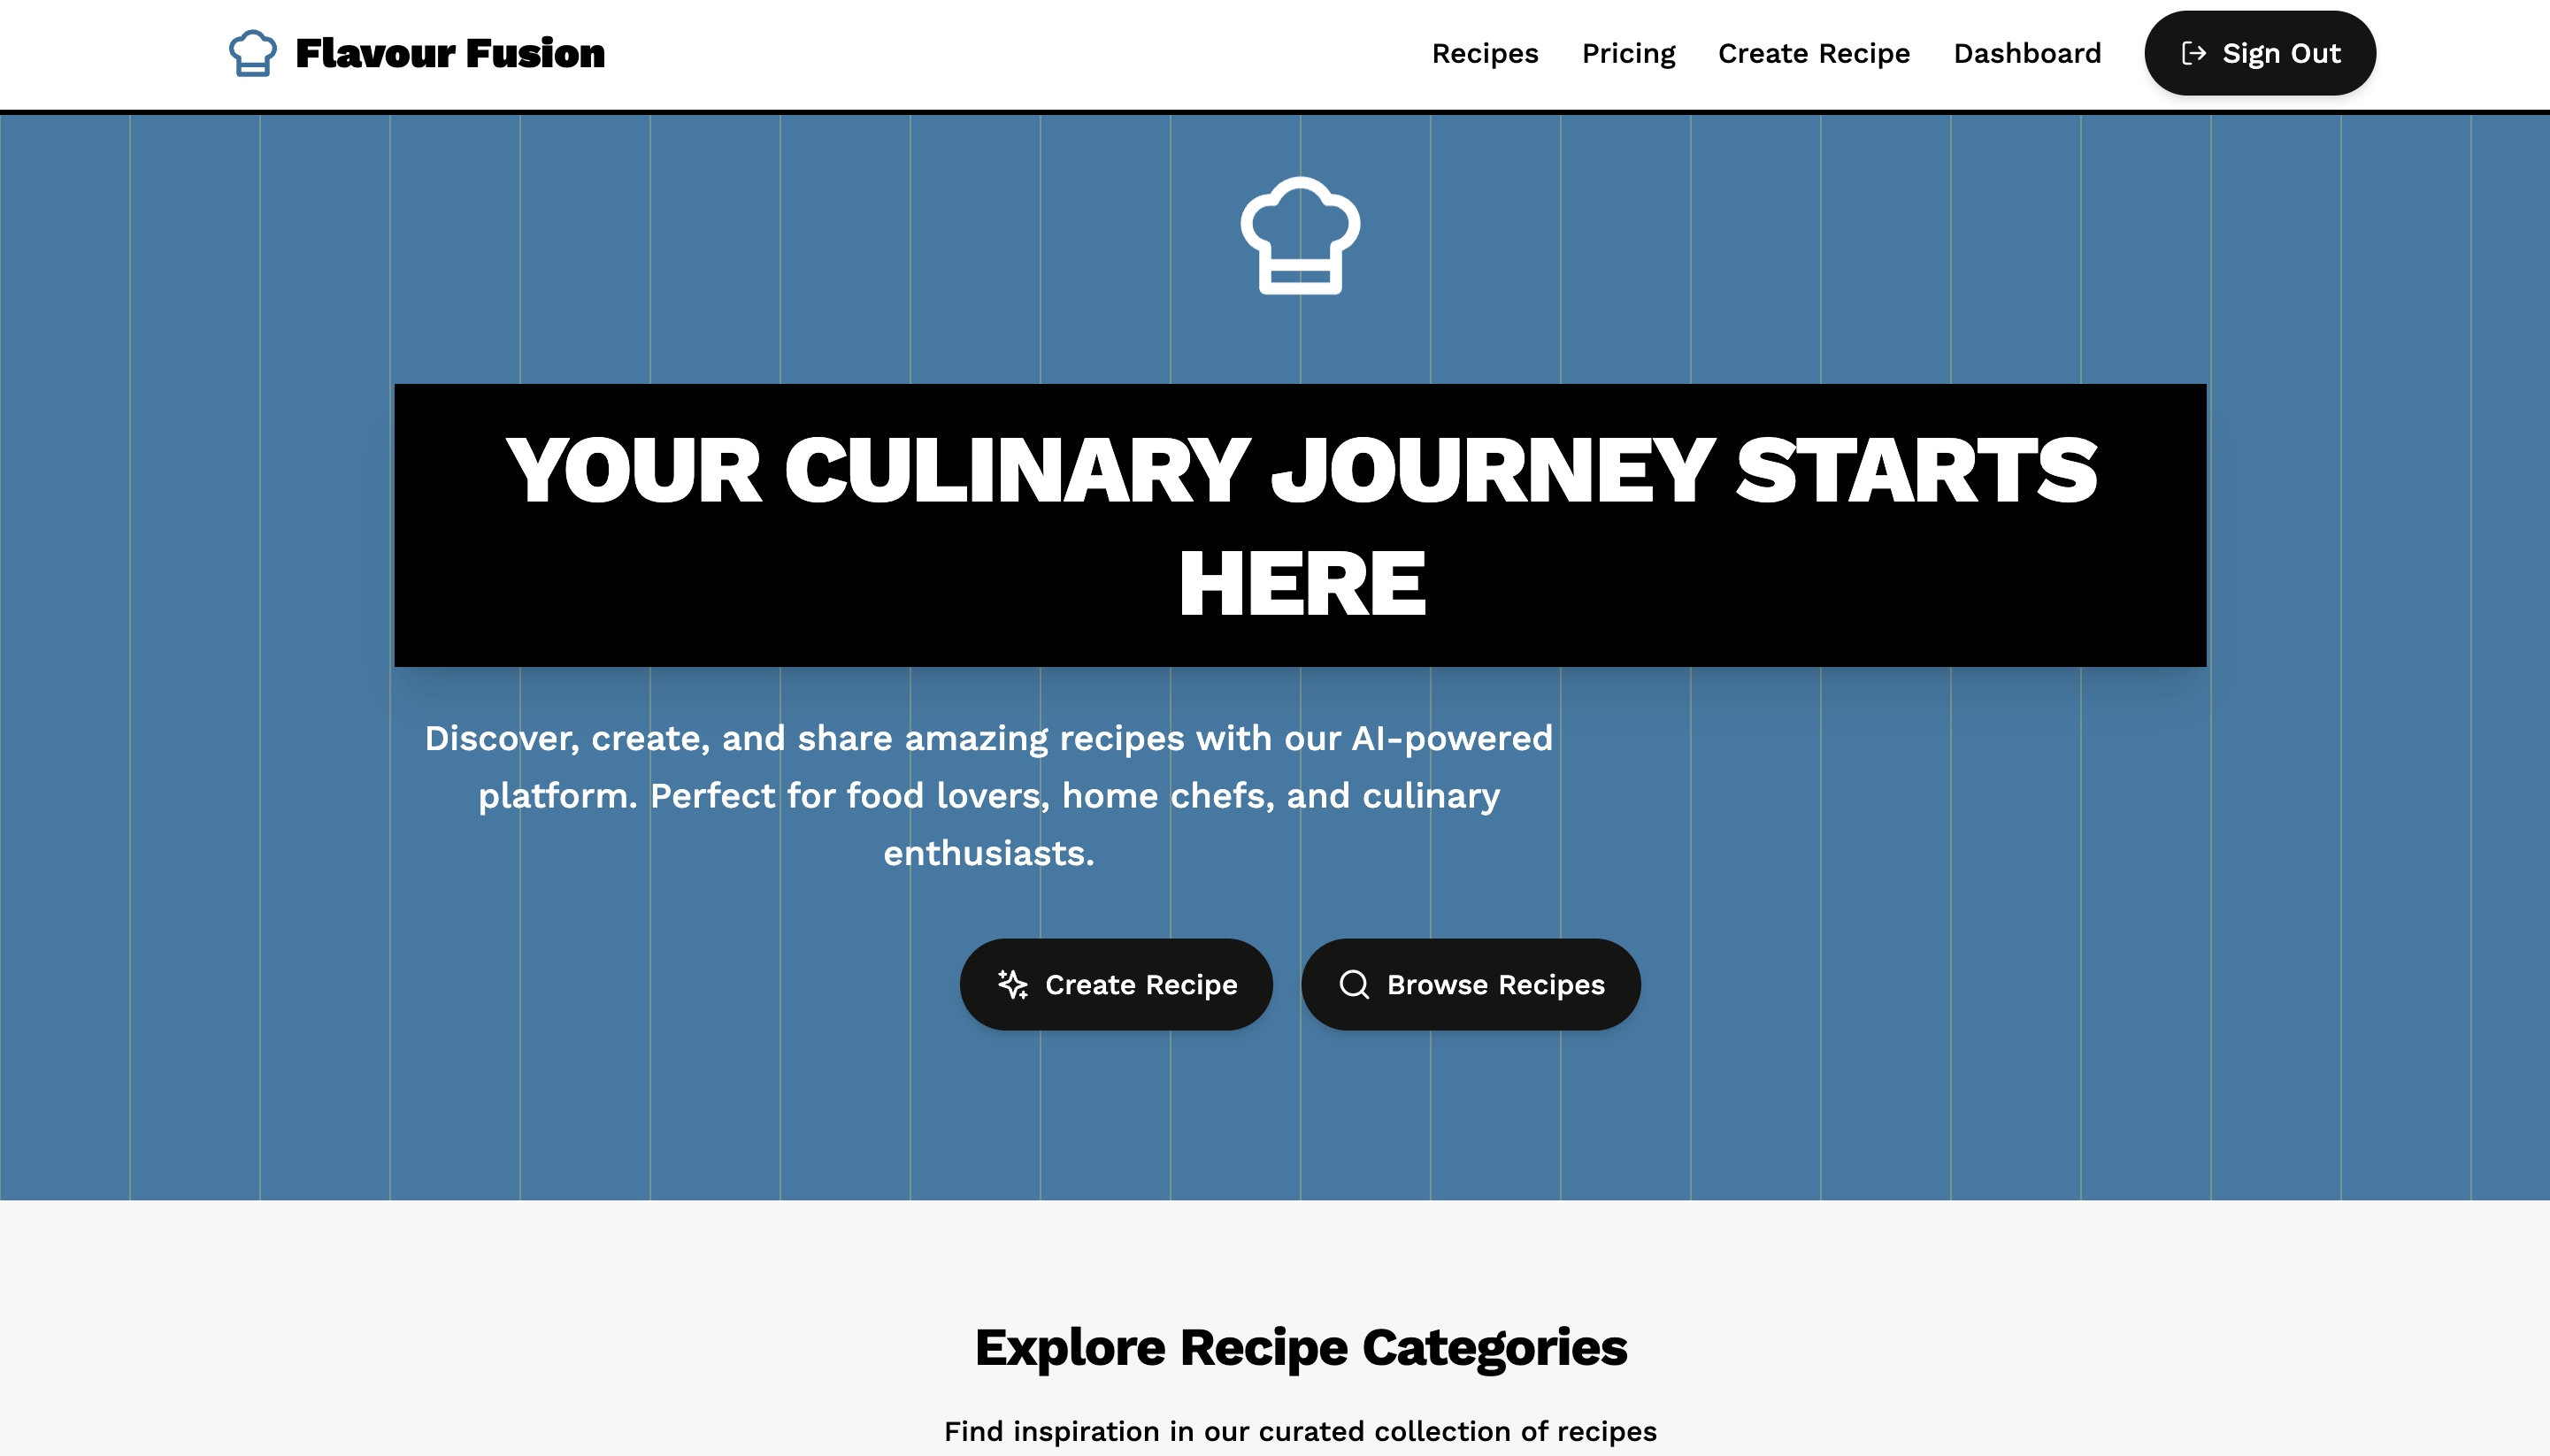 Flavour Fusion
Recipes Pricing Create Recipe Dashboard Sign Out
YOUR CULINARY JOURNEY STARTS
HERE
Discover, create, and share amazing recipes with our AI-powered
platform. Perfect for food lovers, home chefs, and culinary
enthusiasts.
Create Recipe Browse Recipes
Explore Recipe Categories
Find inspiration in our curated collection of recipes